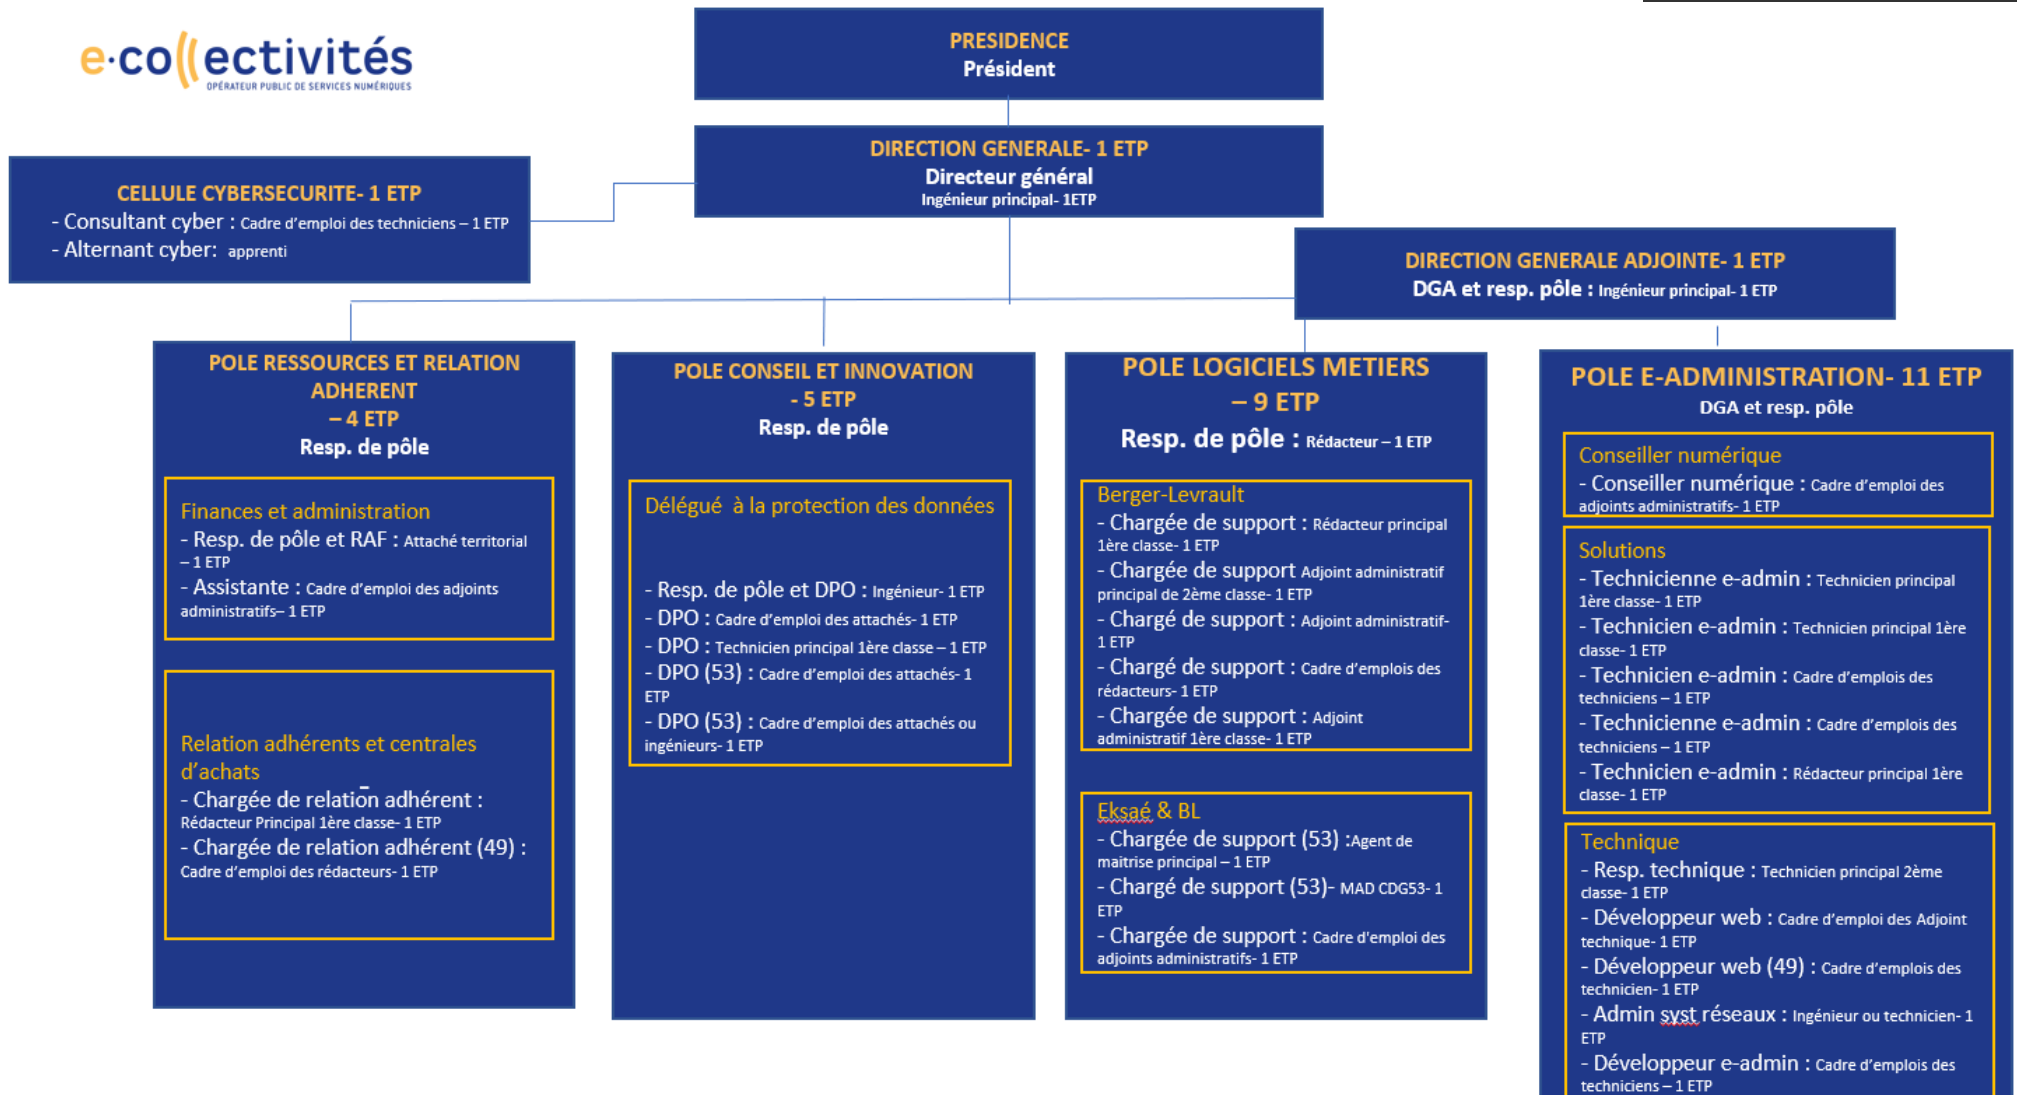 e·collectivités
OPÉRATEUR PUBLIC DE SERVICES NUMÉRIQUES
PRESIDENCE
Président
DIRECTION GENERALE- 1 ETP
Directeur général
Ingénieur principal- 1ETP
CELLULE CYBERSECURITE- 1 ETP
- Consultant cyber : Cadre d'emploi des techniciens – 1 ETP
- Alternant cyber: apprenti
DIRECTION GENERALE ADJOINTE- 1 ETP
DGA et resp. pôle : Ingénieur principal- 1 ETP
POLE RESSOURCES ET RELATION
ADHERENT
– 4 ETP
Resp. de pôle
Finances et administration
- Resp. de pôle et RAF : Attaché territorial
– 1 ETP
- Assistante : Cadre d'emploi des adjoints
administratifs– 1 ETP
Relation adhérents et centrales
d'achats
–
- Chargée de relation adhérent :
Rédacteur Principal 1ère classe- 1 ETP
- Chargée de relation adhérent (49) :
Cadre d'emploi des rédacteurs- 1 ETP
POLE CONSEIL ET INNOVATION
- 5 ETP
Resp. de pôle
Délégué à la protection des données
- Resp. de pôle et DPO : Ingénieur- 1 ETP
- DPO : Cadre d'emploi des attachés- 1 ETP
- DPO : Technicien principal 1ère classe – 1 ETP
- DPO (53) : Cadre d'emploi des attachés- 1
ETP
- DPO (53) : Cadre d'emploi des attachés ou
ingénieurs- 1 ETP
POLE LOGICIELS METIERS
– 9 ETP
Resp. de pôle : Rédacteur – 1 ETP
Berger-Levrault
- Chargée de support : Rédacteur principal
1ère classe- 1 ETP
- Chargée de support Adjoint administratif
principal de 2ème classe- 1 ETP
- Chargé de support : Adjoint administratif-
1 ETP
- Chargé de support : Cadre d'emplois des
rédacteurs- 1 ETP
- Chargée de support : Adjoint
administratif 1ère classe- 1 ETP
Eksaé & BL
- Chargée de support (53) :Agent de
maitrise principal – 1 ETP
- Chargé de support (53)- MAD CDG53- 1
ETP
- Chargée de support : Cadre d'emploi des
adjoints administratifs- 1 ETP
POLE E-ADMINISTRATION- 11 ETP
DGA et resp. pôle
Conseiller numérique
- Conseiller numérique : Cadre d'emploi des
adjoints administratifs- 1 ETP
Solutions
- Technicienne e-admin : Technicien principal
1ère classe- 1 ETP
- Technicien e-admin : Technicien principal 1ère
classe- 1 ETP
- Technicien e-admin : Cadre d'emplois des
techniciens – 1 ETP
- Technicienne e-admin : Cadre d'emplois des
techniciens – 1 ETP
- Technicien e-admin : Rédacteur principal 1ère
classe- 1 ETP
Technique
- Resp. technique : Technicien principal 2ème
classe- 1 ETP
- Développeur web : Cadre d'emploi des Adjoint
technique- 1 ETP
- Développeur web (49) : Cadre d'emplois des
technicien- 1 ETP
- Admin syst réseaux : Ingénieur ou technicien- 1
ETP
- Développeur e-admin : Cadre d'emplois des
techniciens – 1 ETP